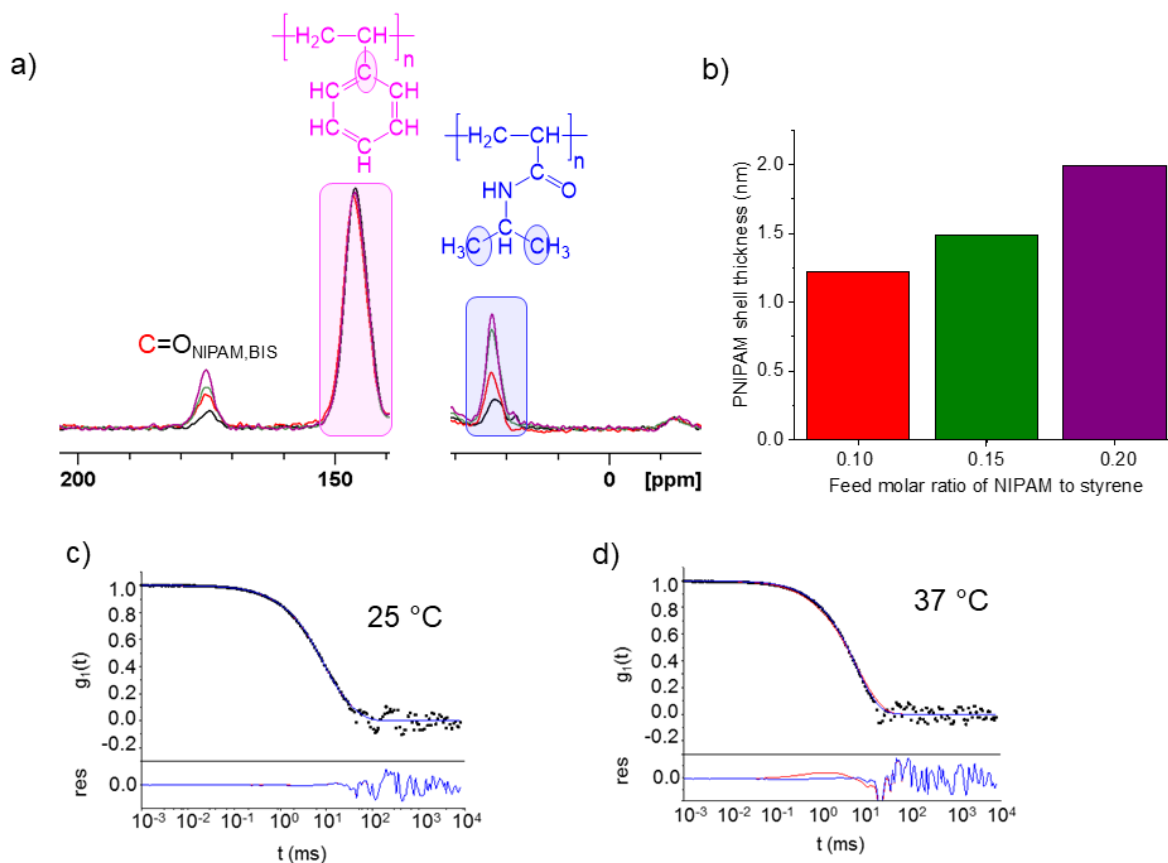 a)
H₂C
CH
n
C
HC
CH
HC
CH
C
H
H₂C
CH
n
C
HN
O
C
H₃C
H
CH₃
C=O NIPAM,BIS
200
150
0
[ppm]
b)
PNIPAM shell thickness (nm)
2.0
1.5
1.0
0.5
0.0
0.10 0.15 0.20
Feed molar ratio of NIPAM to styrene
c)
25 °C
g₁(t)
1.0
0.8
0.6
0.4
0.2
0.0
-0.2
res
0.0
10⁻³ 10⁻² 10⁻¹ 10⁰ 10¹ 10² 10³ 10⁴
t (ms)
d)
37 °C
g₁(t)
1.0
0.8
0.6
0.4
0.2
0.0
-0.2
res
0.0
10⁻³ 10⁻² 10⁻¹ 10⁰ 10¹ 10² 10³ 10⁴
t (ms)